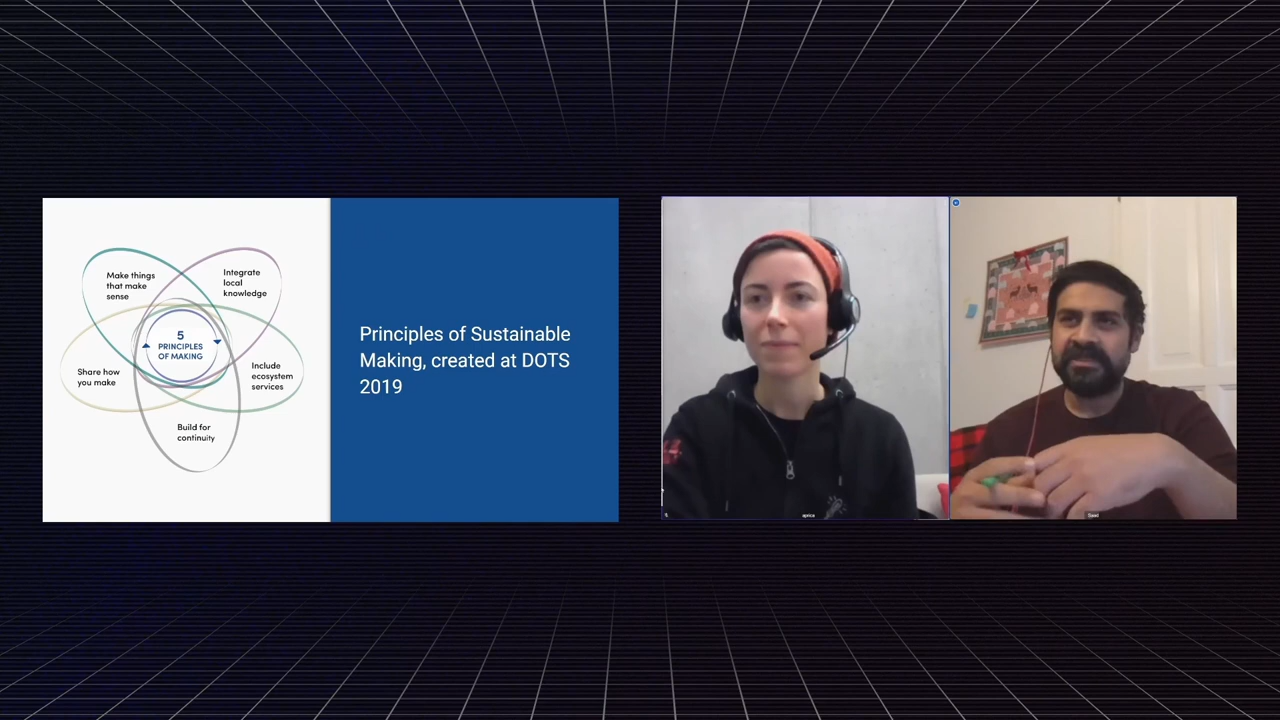 Make things
that make
sense
Integrate
local
knowledge
5
PRINCIPLES
OF MAKING
Share how
you make
Include
ecosystem
services
Build for
continuity
Principles of Sustainable
Making, created at DOTS
2019